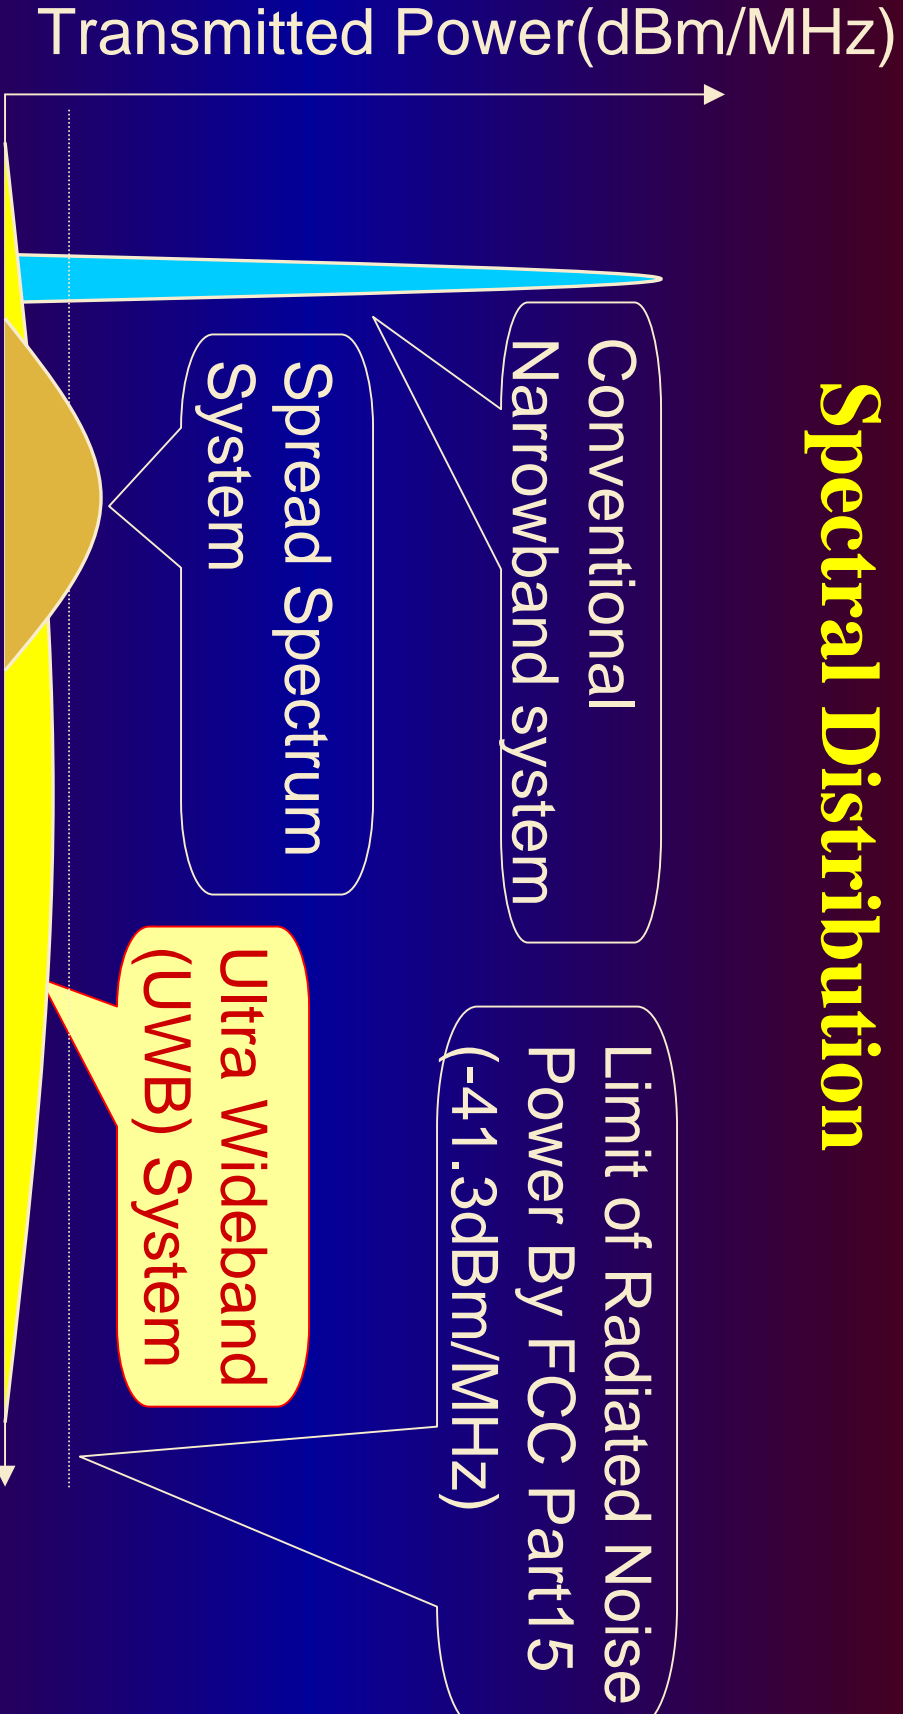 Spectral Distribution
Transmitted Power(dBm/MHz)
Conventional
Narrowband system
Spread Spectrum
System
Ultra Wideband
(UWB) System
Limit of Radiated Noise
Power By FCC Part15
(-41.3dBm/MHz)